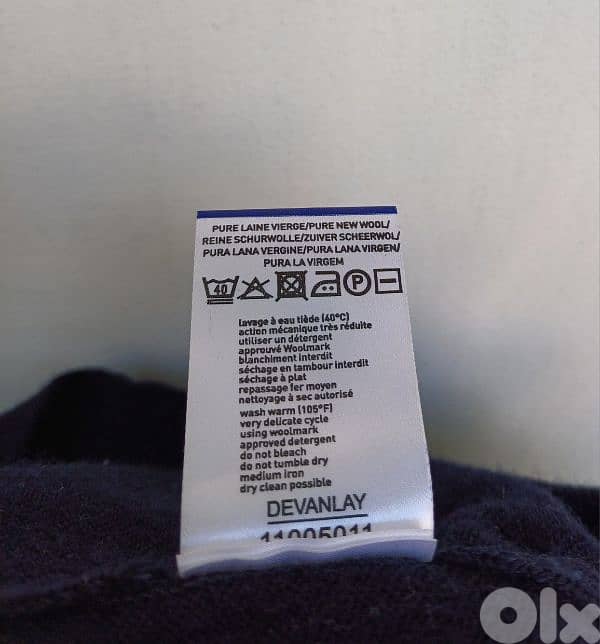 PURE LAINE VIERGE/PURE NEW WOOL/
REINE SCHURWOLLE/ZUIVER SCHEERWOL/
PURA LANA VERGINE/PURA LANA VIRGEN/
PURA LA VIRGEM
40 P
lavage à eau tiède (40°C)
action mécanique très réduite
utiliser un détergent
approuvé Woolmark
blanchiment interdit
séchage en tambour interdit
séchage à plat
repassage fer moyen
nettoyage à sec autorisé
wash warm (105°F)
very delicate cycle
using woolmark
approved detergent
do not bleach
do not tumble dry
medium iron
dry clean possible
DEVANLAY
11005011
Olx